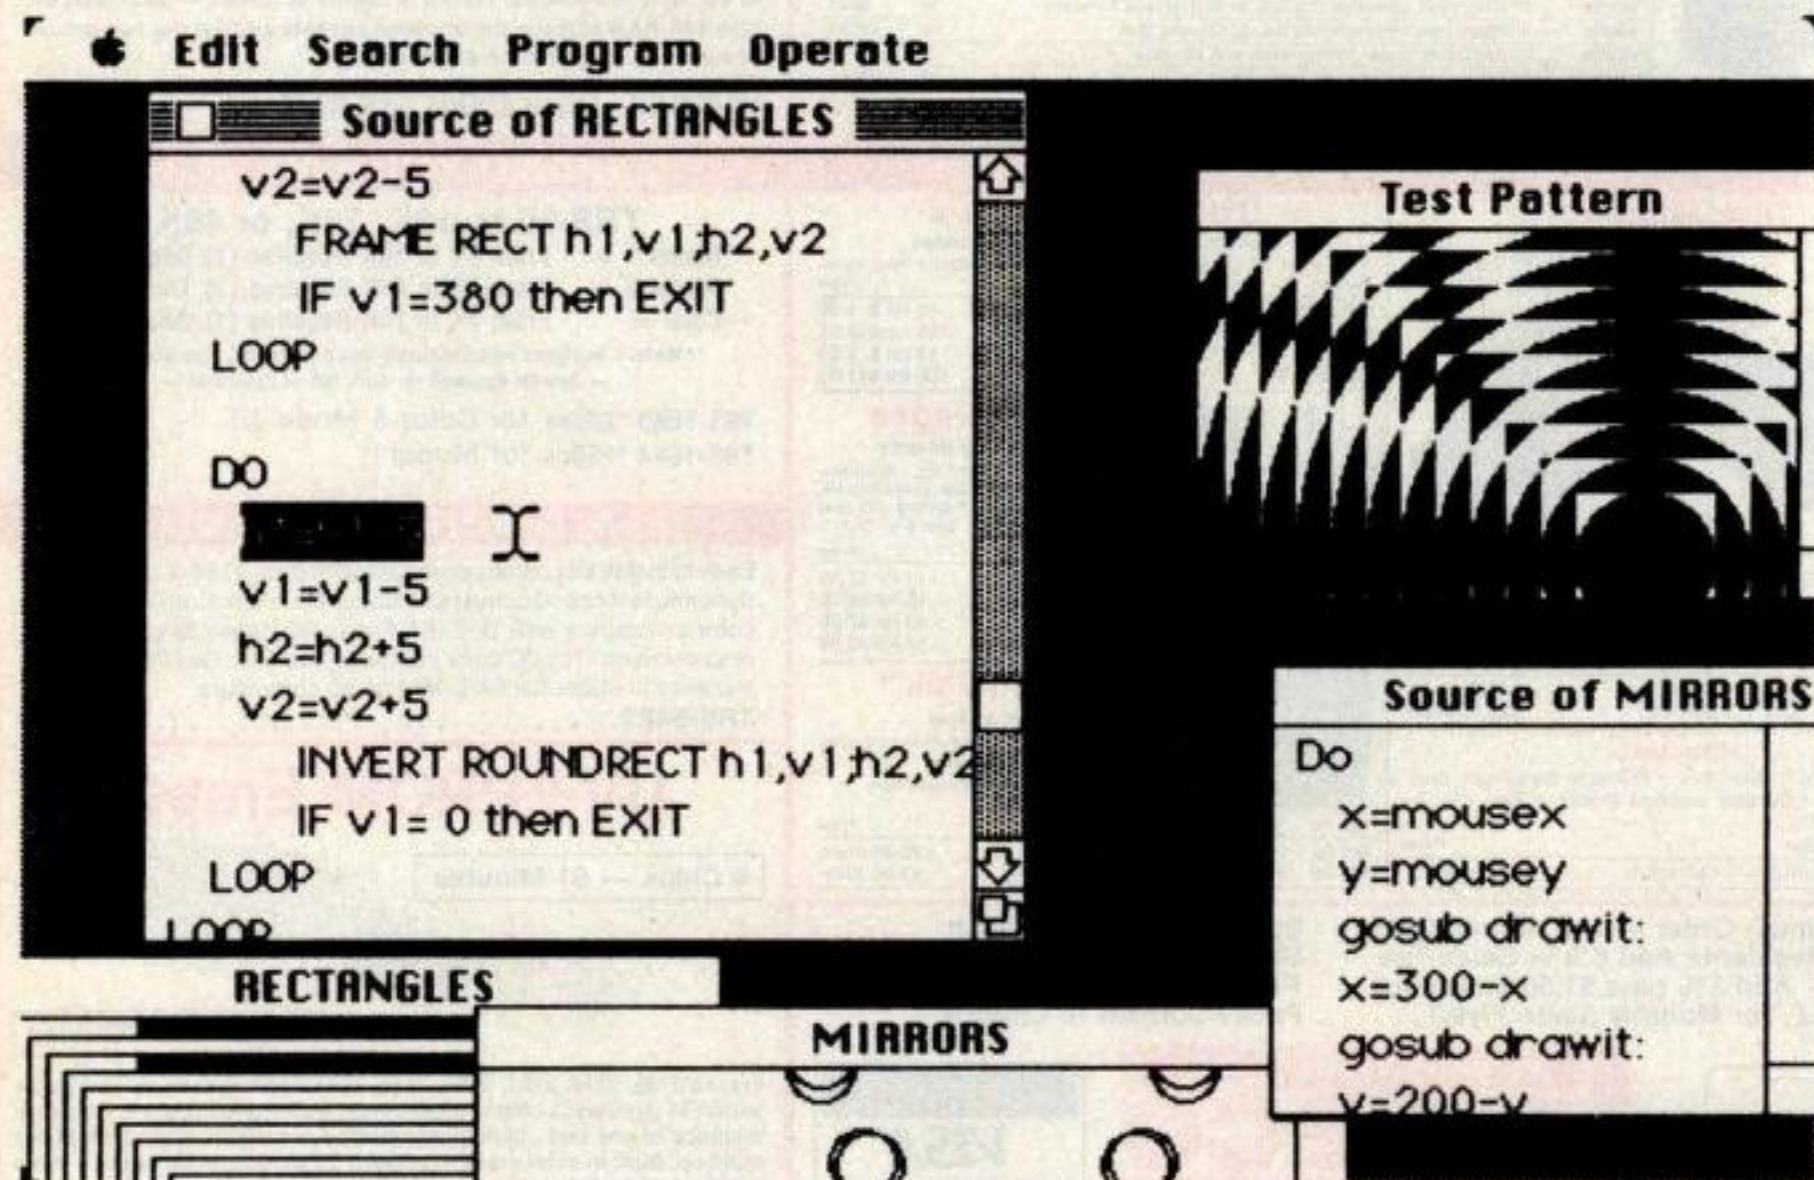 Edit Search Program Operate
Source of RECTANGLES
v2=v2-5
FRAME RECT h1,v1;h2,v2
IF v1=380 then EXIT
LOOP
DO
v1=v1-5
h2=h2+5
v2=v2+5
INVERT ROUNDRECT h1,v1;h2,v2
IF v1= 0 then EXIT
LOOP
LOOP
Test Pattern
Source of MIRRORS
Do
x=mousex
y=mousey
gosub drawit:
x=300-x
gosub drawit:
y=200-y
RECTANGLES
MIRRORS